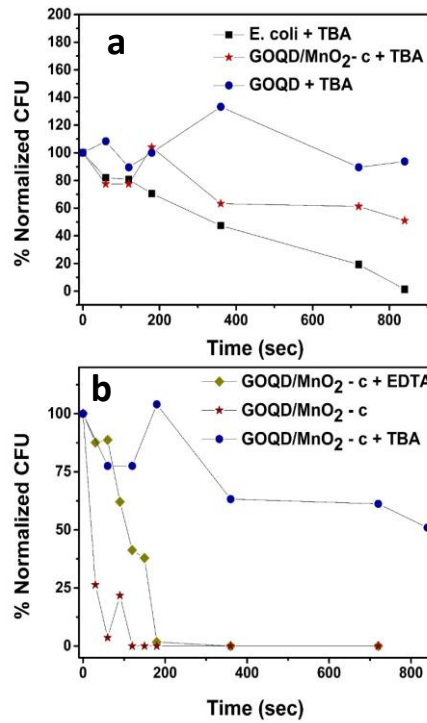 a
E. coli + TBA
GOQD/MnO2- c + TBA
GOQD + TBA
% Normalized CFU
200
180
160
140
120
100
80
60
40
20
0
0 200 400 600 800
Time (sec)
b
GOQD/MnO2 - c + EDTA
GOQD/MnO2 - c
GOQD/MnO2 - c + TBA
% Normalized CFU
100
75
50
25
0
0 200 400 600 800
Time (sec)